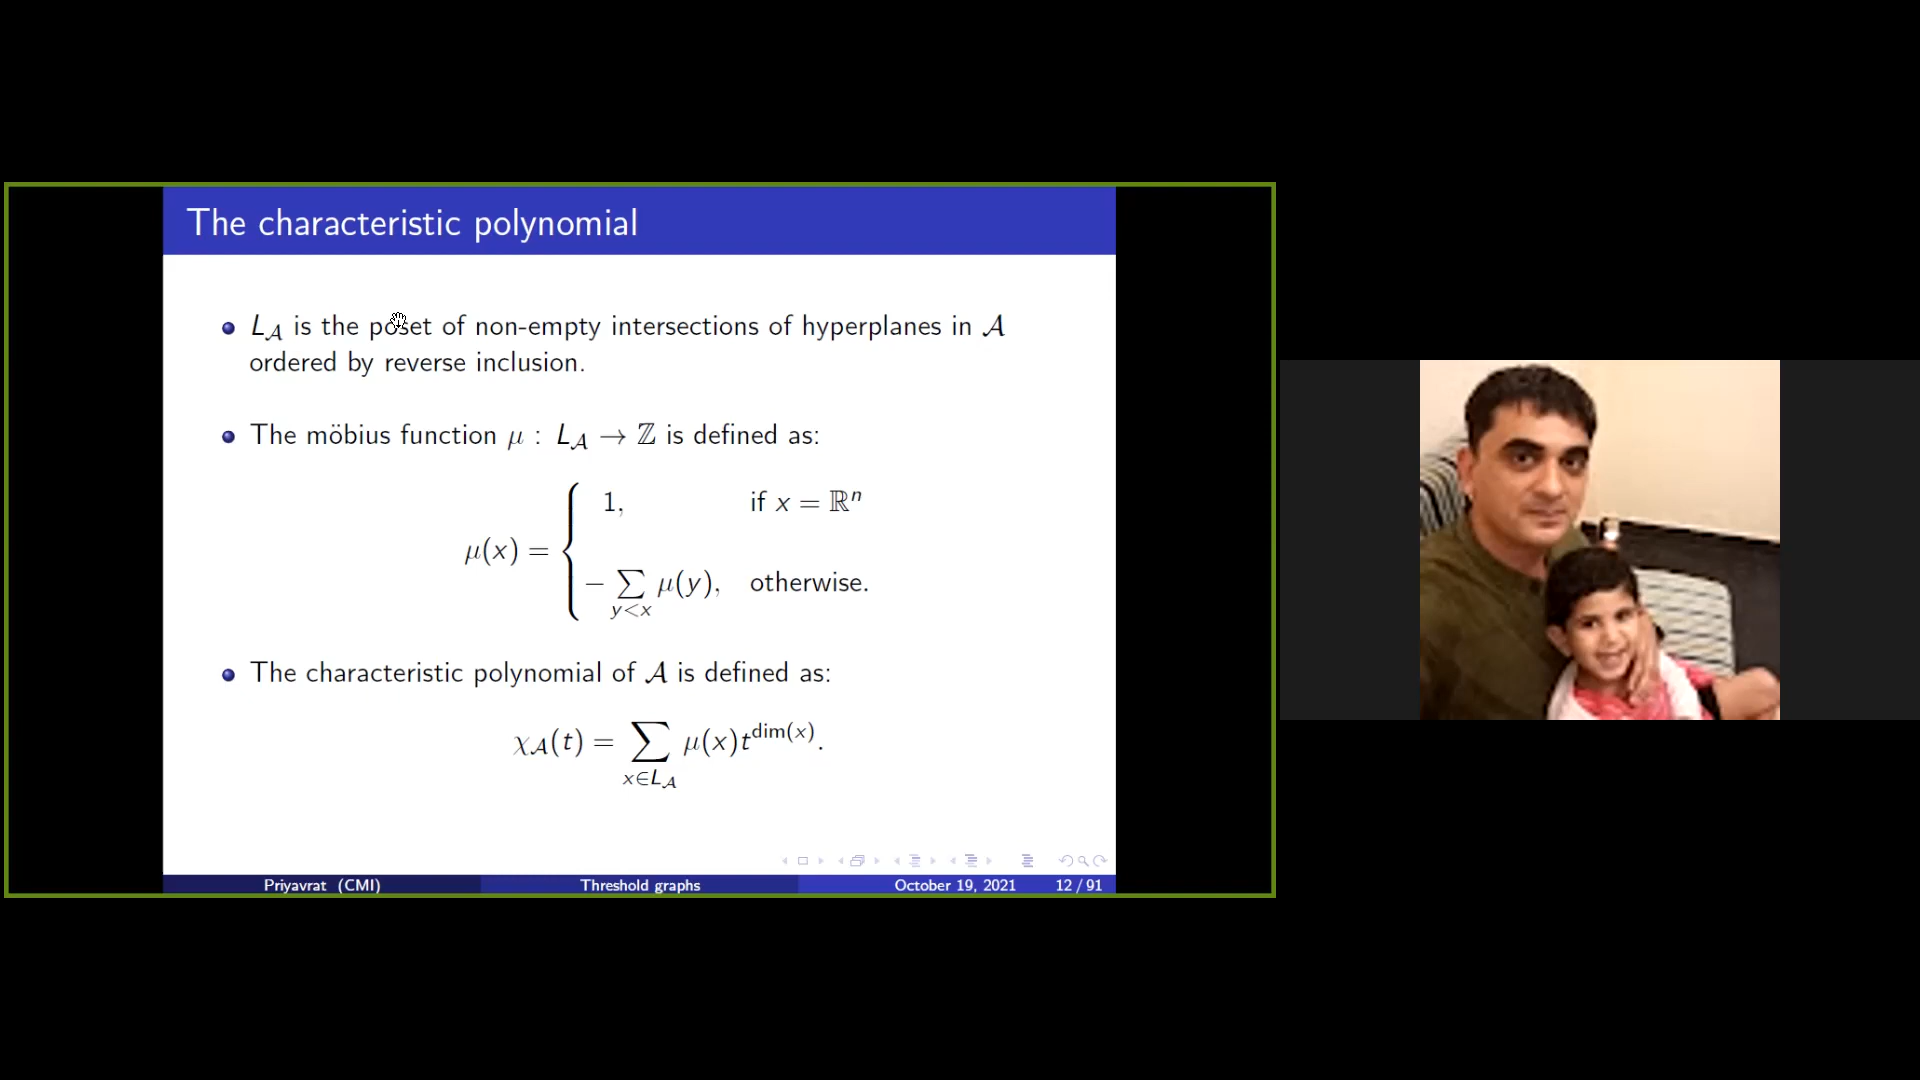 The characteristic polynomial
L_𝒜 is the poset of non-empty intersections of hyperplanes in 𝒜
ordered by reverse inclusion.
The möbius function μ : L_𝒜 → ℤ is defined as:
μ(x) = { 1, if x = ℝⁿ
− ∑_{y<x} μ(y), otherwise.
The characteristic polynomial of 𝒜 is defined as:
χ_𝒜(t) = ∑_{x∈L_𝒜} μ(x)t^{dim(x)}.
Priyavrat (CMI) Threshold graphs October 19, 2021 12 / 91